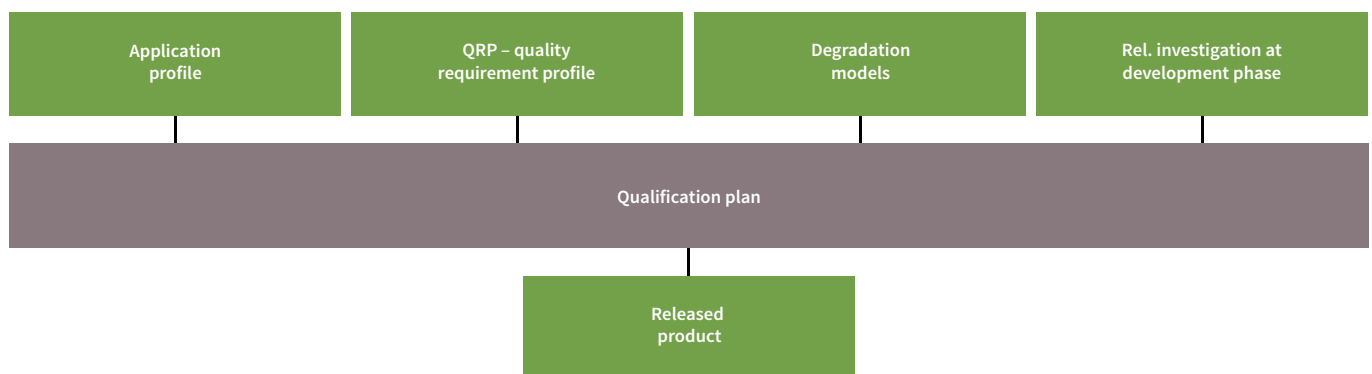 Application
profile
QRP – quality
requirement profile
Degradation
models
Rel. investigation at
development phase
Qualification plan
Released
product